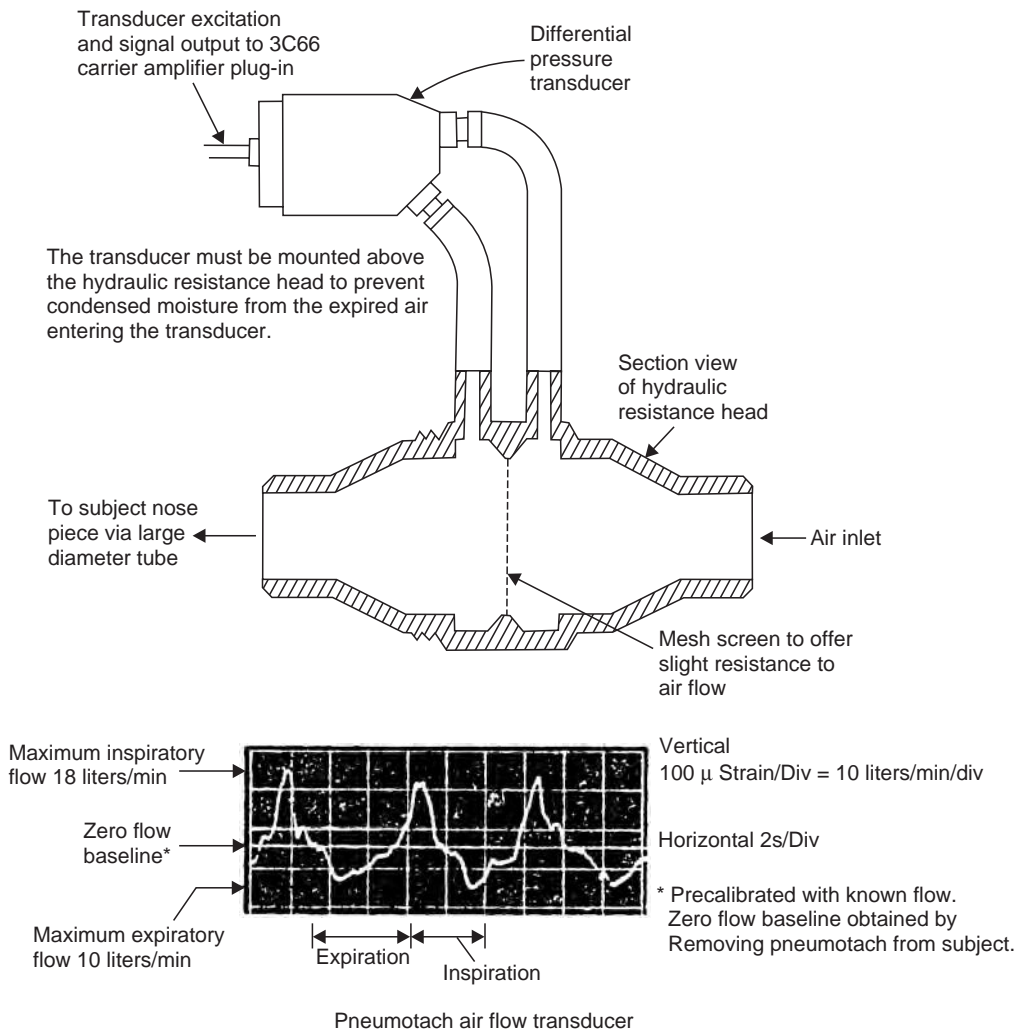 Transducer excitation
and signal output to 3C66
carrier amplifier plug-in
Differential
pressure
transducer
The transducer must be mounted above
the hydraulic resistance head to prevent
condensed moisture from the expired air
entering the transducer.
Section view
of hydraulic
resistance head
To subject nose
piece via large
diameter tube
Air inlet
Mesh screen to offer
slight resistance to
air flow
Maximum inspiratory
flow 18 liters/min
Vertical
100 μ Strain/Div = 10 liters/min/div
Zero flow
baseline*
Horizontal 2s/Div
Maximum expiratory
flow 10 liters/min
* Precalibrated with known flow.
Zero flow baseline obtained by
Removing pneumotach from subject.
Expiration
Inspiration
Pneumotach air flow transducer